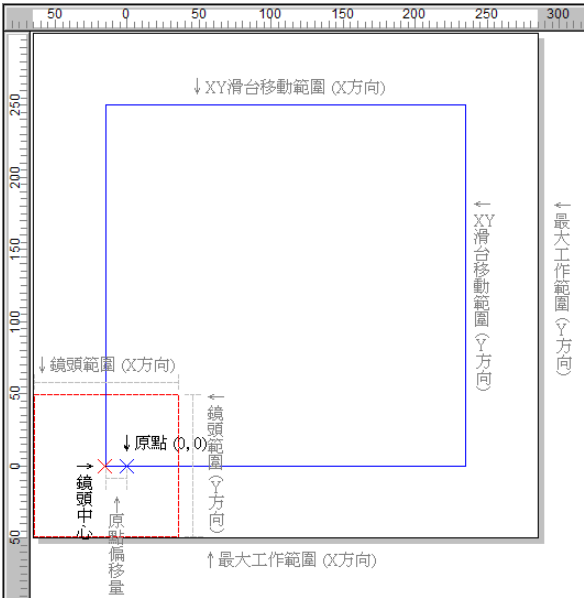 50 0 50 100 150 200 250 300
↓XY滑台移動範圍 (X方向)
250
200
150
100
50
0
50
↑XY滑台移動範圍 (Y方向)
↑最大工作範圍 (Y方向)
↓鏡頭範圍 (X方向)
↑鏡頭範圍 (Y方向)
↓原點 (0,0)
↑鏡頭中心
↑原點偏移量
↑最大工作範圍 (X方向)